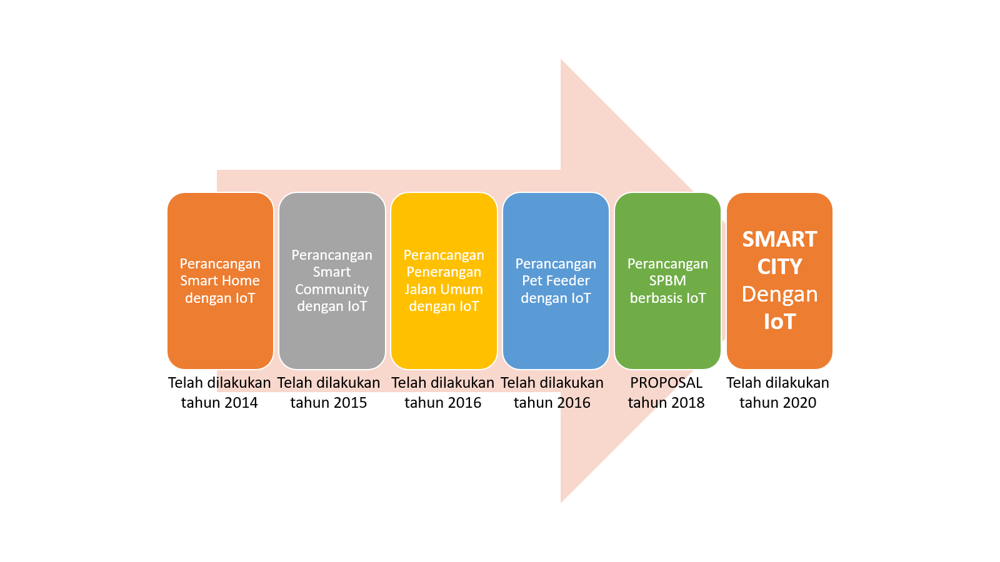 Perancangan
Smart Home
dengan IoT
Perancangan
Smart
Community
dengan IoT
Perancangan
Penerangan
Jalan Umum
dengan IoT
Perancangan
Pet Feeder
dengan IoT
Perancangan
SPBM
berbasis IoT
SMART
CITY
Dengan
IoT
Telah dilakukan
tahun 2014
Telah dilakukan
tahun 2015
Telah dilakukan
tahun 2016
Telah dilakukan
tahun 2016
PROPOSAL
tahun 2018
Telah dilakukan
tahun 2020